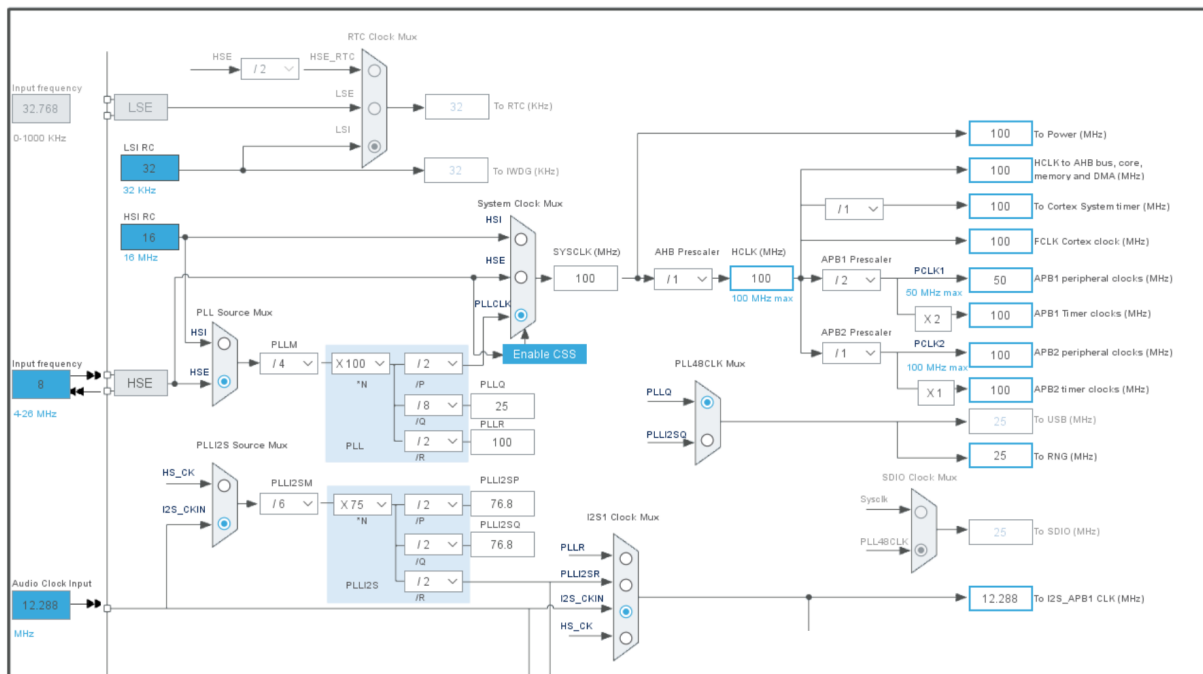 RTC Clock Mux
HSE
/ 2
HSE_RTC
Input frequency
32.768
0-1000 KHz
LSE
LSE
32
To RTC (KHz)
LSI RC
32
32 KHz
LSI
32
To IWDG (KHz)
HSI RC
16
16 MHz
System Clock Mux
HSI
HSE
PLLCLK
SYSCLK (MHz)
100
AHB Prescaler
/ 1
HCLK (MHz)
100
100 MHz max
100
To Power (MHz)
100
HCLK to AHB bus, core,
memory and DMA (MHz)
/ 1
100
To Cortex System timer (MHz)
100
FCLK Cortex clock (MHz)
APB1 Prescaler
/ 2
PCLK1
50 MHz max
50
APB1 peripheral clocks (MHz)
X 2
100
APB1 Timer clocks (MHz)
APB2 Prescaler
/ 1
PCLK2
100 MHz max
100
APB2 peripheral clocks (MHz)
X 1
100
APB2 timer clocks (MHz)
Enable CSS
PLL Source Mux
HSI
HSE
Input frequency
8
4-26 MHz
HSE
PLLM
/ 4
X 100
*N
/ 2
/P
PLLQ
/ 8
25
/Q
PLLR
/ 2
100
/R
PLL
PLL48CLK Mux
PLLQ
PLLI2SQ
25
To USB (MHz)
25
To RNG (MHz)
PLLI2S Source Mux
HS_CK
I2S_CKIN
PLLI2SM
/ 6
X 75
*N
PLLI2SP
/ 2
76.8
/P
PLLI2SQ
/ 2
76.8
/Q
/ 2
/R
PLLI2S
SDIO Clock Mux
Sysclk
PLL48CLK
25
To SDIO (MHz)
I2S1 Clock Mux
PLLR
PLLI2SR
I2S_CKIN
HS_CK
Audio Clock Input
12.288
MHz
12.288
To I2S_APB1 CLK (MHz)